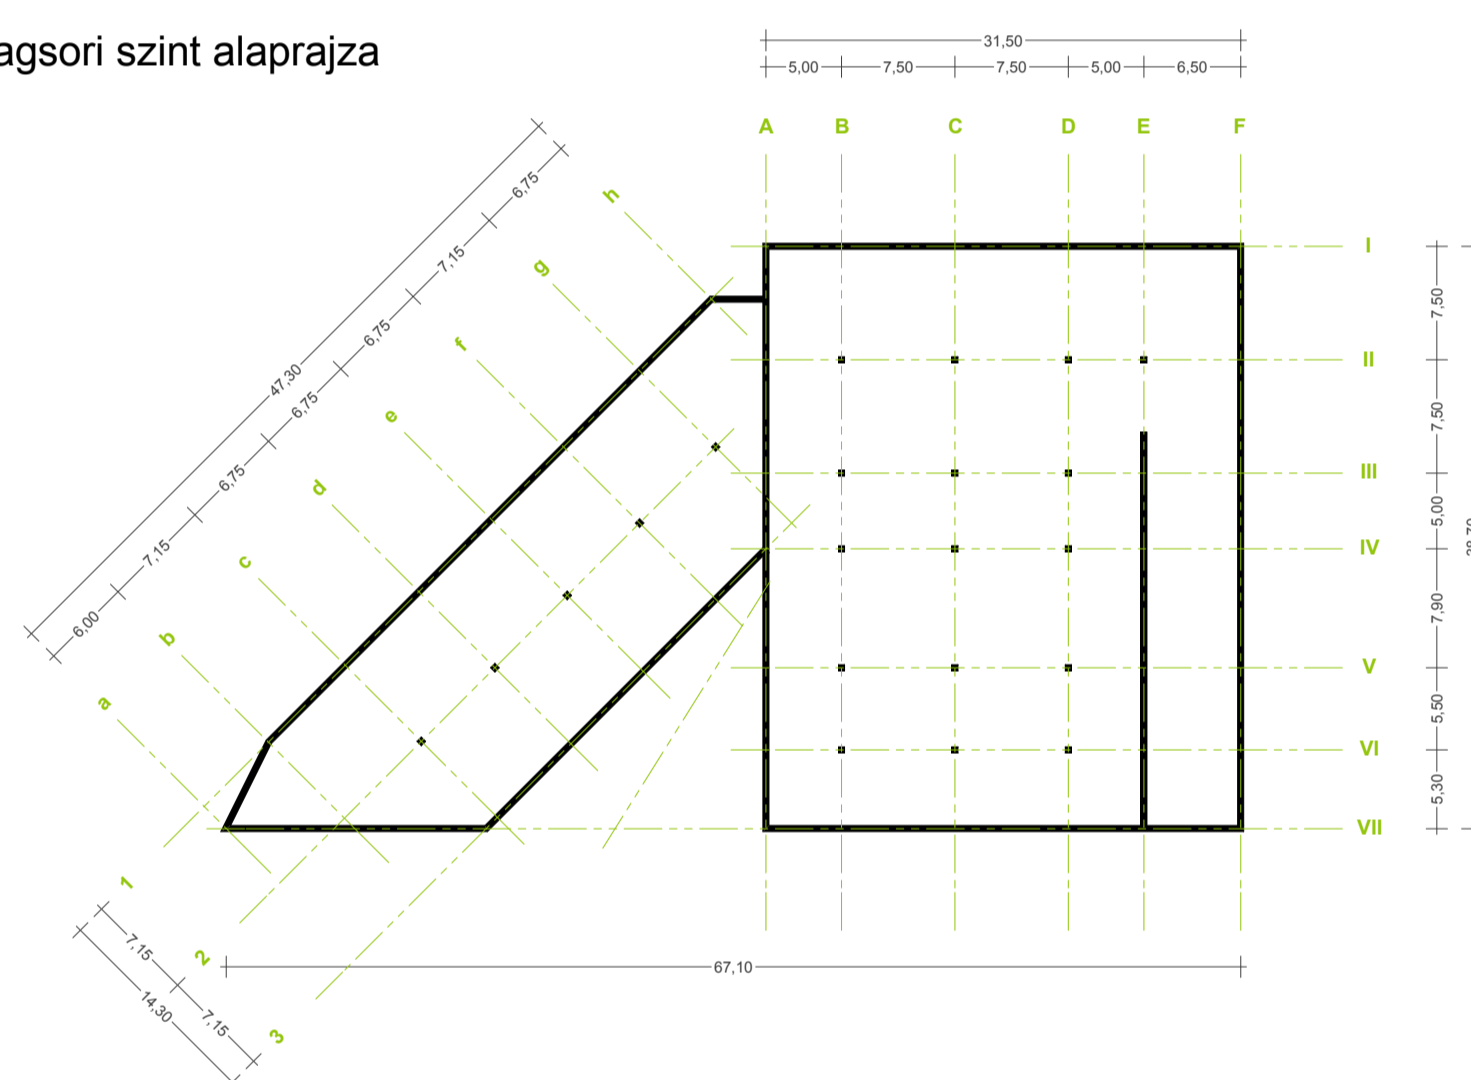 agsori szint alaprajza
31,50
5,00 7,50 7,50 5,00 6,50
A B C D E F
47,30
6,00 7,15 6,75 6,75 6,75 7,15 6,75
a b c d e f g h
I
7,50
II
7,50
III
5,00
IV
7,90
V
5,50
VI
5,30
VII
1
2
3
7,15 7,15
14,30
67,10